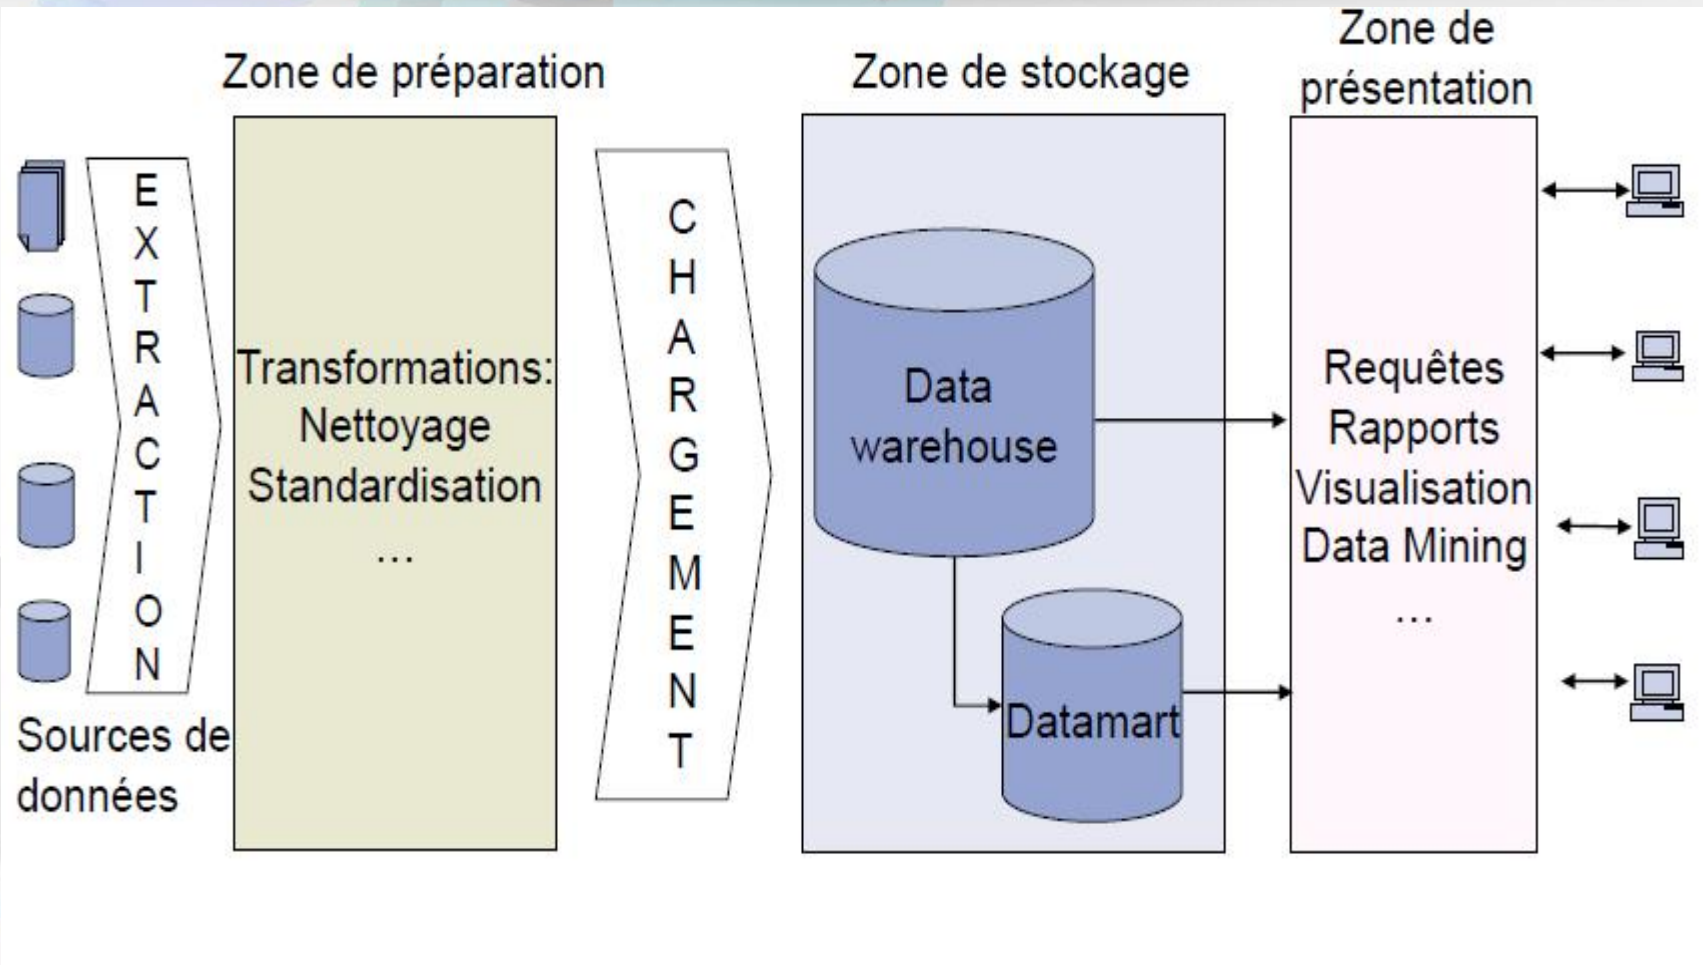 Zone de préparation
Zone de stockage
Zone de
présentation
EXTRACTION
Sources de
données
Transformations:
Nettoyage
Standardisation
...
CHARGEMENT
Data
warehouse
Datamart
Requêtes
Rapports
Visualisation
Data Mining
...